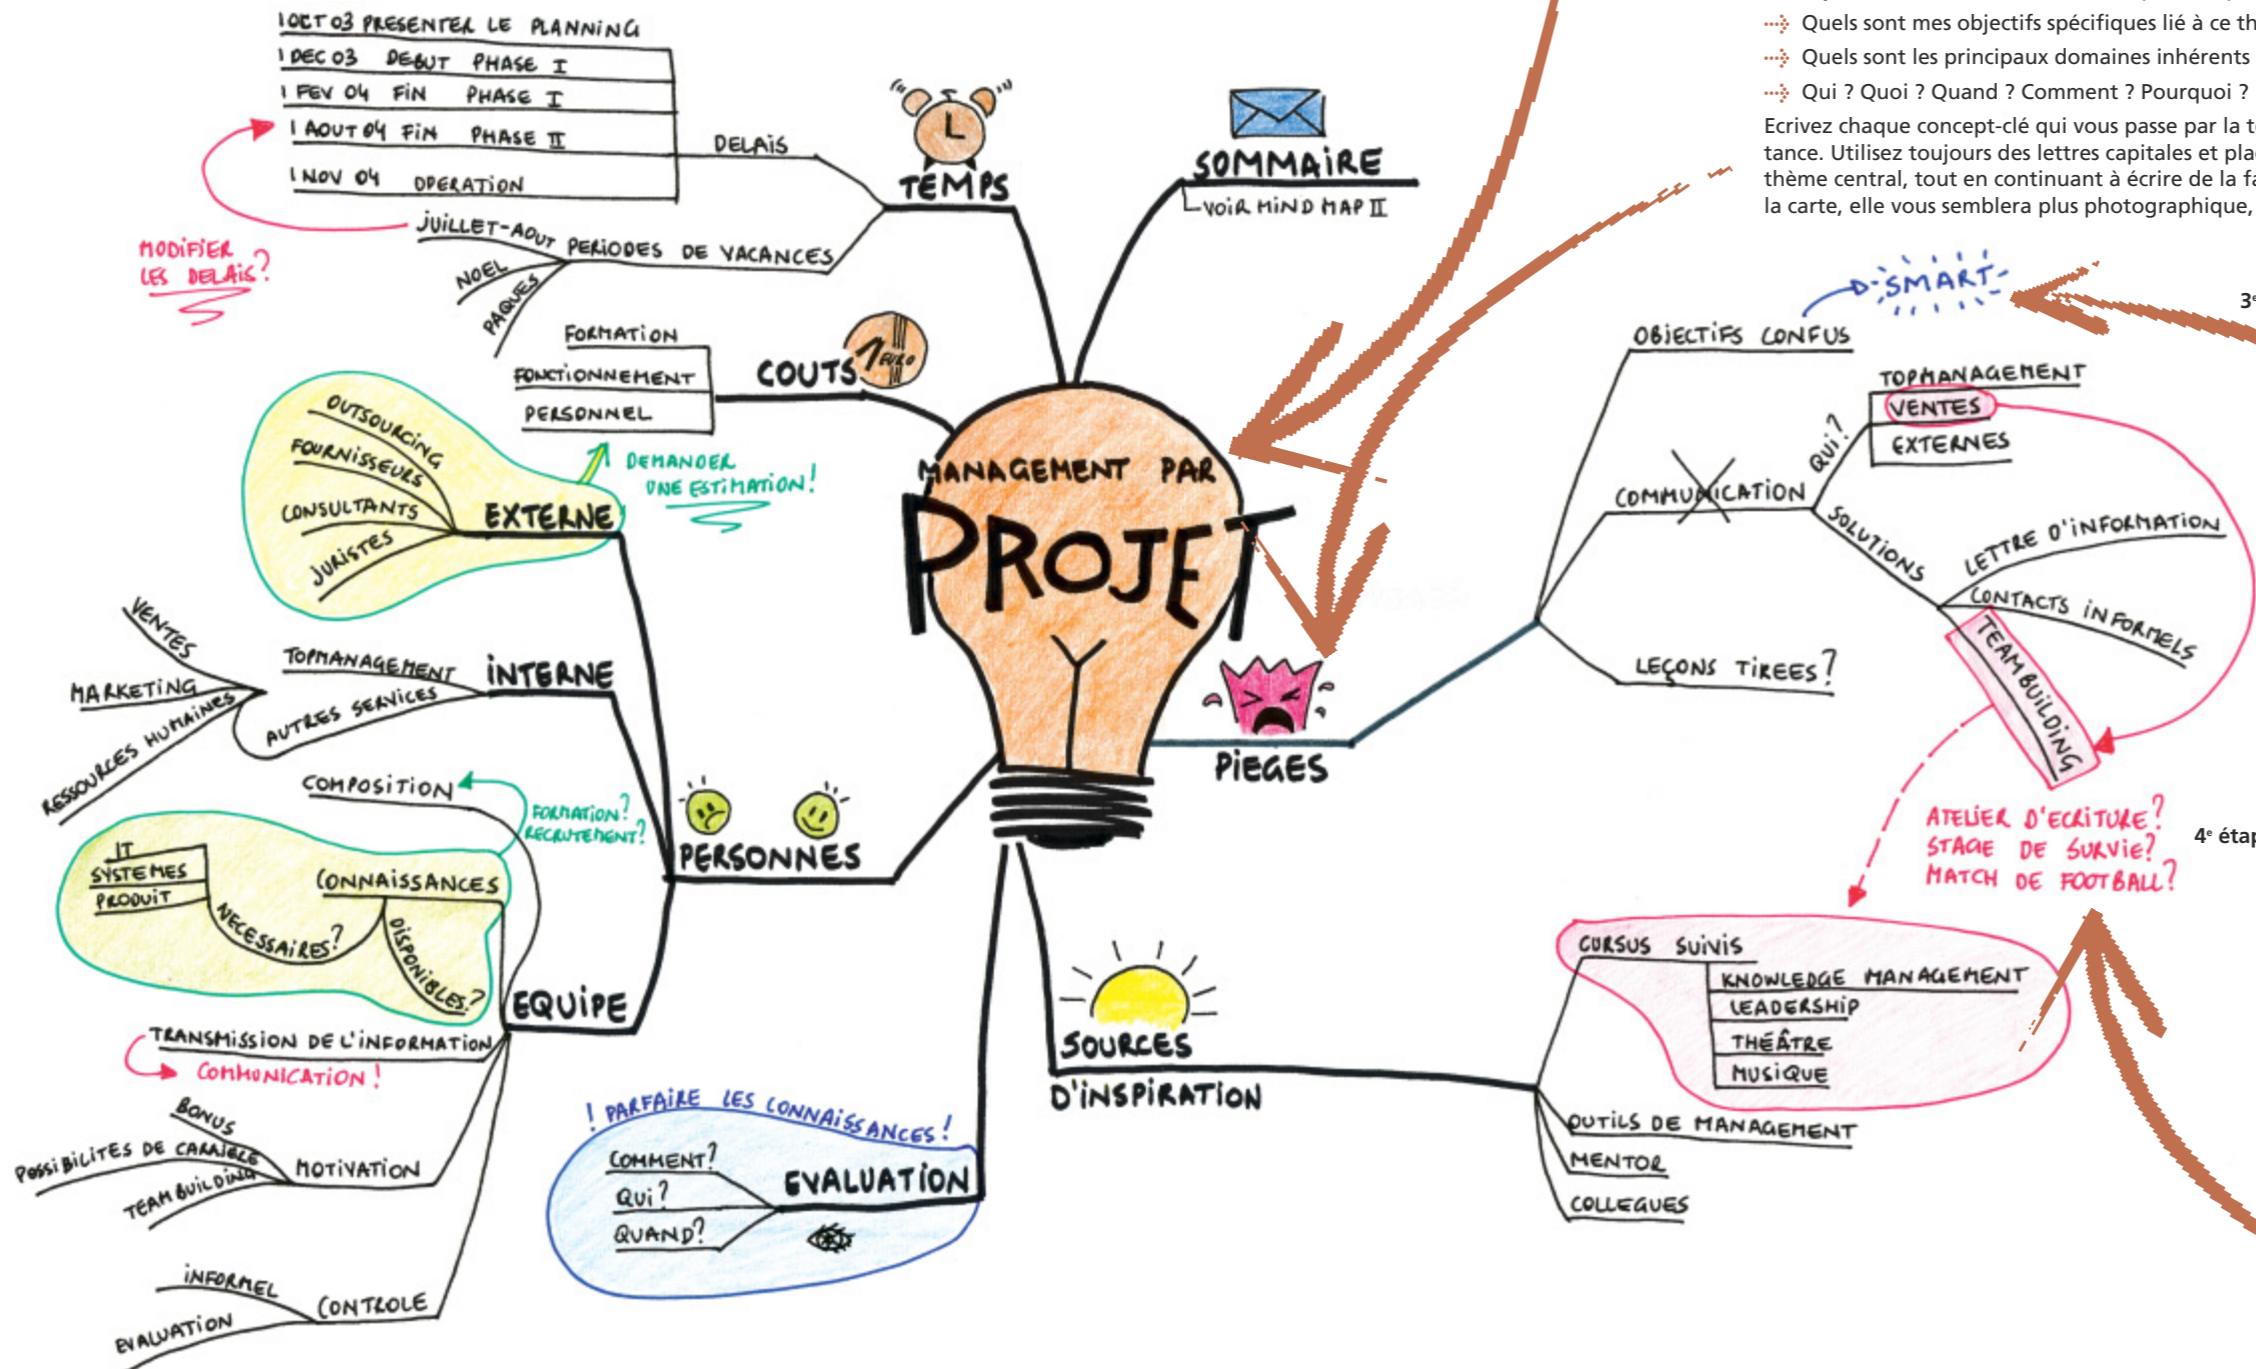 1 OCT 03 PRESENTER LE PLANNING
1 DEC 03 DEBUT PHASE I
1 FEV 04 FIN PHASE I
1 AOUT 04 FIN PHASE II
1 NOV 04 OPERATION
DELAIS
TEMPS
JUILLET-AOUT
NOEL
PAQUES
PERIODES DE VACANCES
MODIFIER
LES DELAIS?
SOMMAIRE
VOIR MIND MAP II
Quels sont mes objectifs spécifiques lié à ce
Quels sont les principaux domaines inhérents
Qui ? Quoi ? Quand ? Comment ? Pourquoi ?
Ecrivez chaque concept-clé qui vous passe par la
tance. Utilisez toujours des lettres capitales et
thème central, tout en continuant à écrire de la
la carte, elle vous semblera plus photographique,
FORMATION
FONCTIONNEMENT
PERSONNEL
COUTS
1 EURO
DEMANDER
UNE ESTIMATION!
OUTSOURCING
FOURNISSEURS
CONSULTANTS
JURISTES
EXTERNE
MANAGEMENT PAR
PROJET
SMART
3e
OBJECTIFS CONFUS
COMMUNICATION
QUI?
TOPMANAGEMENT
VENTES
EXTERNES
SOLUTIONS
LETTRE D'INFORMATION
CONTACTS INFORMELS
TEAMBUILDING
LEÇONS TIREES?
PIEGES
ATELIER D'ECRITURE?
STAGE DE SURVIE?
MATCH DE FOOTBALL?
4e
VENTES
MARKETING
RESSOURCES HUMAINES
TOPMANAGEMENT
AUTRES SERVICES
INTERNE
PERSONNES
COMPOSITION
FORMATION?
RECRUTEMENT?
IT
SYSTEMES
PRODUIT
NECESSAIRES?
CONNAISSANCES
DISPONIBLES?
EQUIPE
TRANSMISSION DE L'INFORMATION
COMMUNICATION!
BONUS
POSSIBILITES DE CARRIERE
TEAMBUILDING
MOTIVATION
INFORMEL
EVALUATION
CONTROLE
! PARFAIRE LES CONNAISSANCES!
COMMENT?
QUI?
QUAND?
EVALUATION
SOURCES
D'INSPIRATION
CURSUS SUIVIS
KNOWLEDGE MANAGEMENT
LEADERSHIP
THÉÂTRE
MUSIQUE
OUTILS DE MANAGEMENT
MENTOR
COLLEGUES